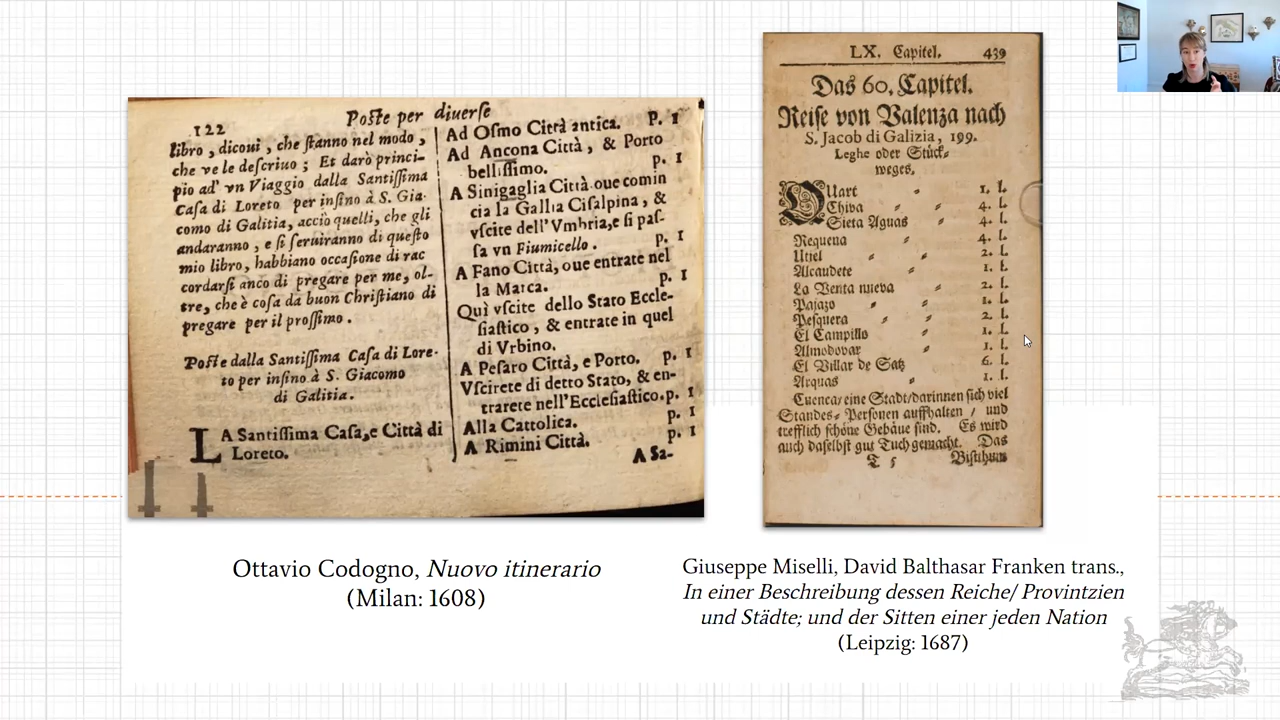 122 Poſte per diuerſe
libro, dicoui, che ſtanno nel modo,
che ve le deſcriuo; Et darò princi-
pio ad' vn Viaggio dalla Santiſſima
Caſa di Loreto per inſino à S. Gia-
como di Galitia, acciò quelli, che gli
andaranno, e ſi ſeruiranno di queſto
mio libro, habbiano occaſione di rac
cordarſi anco di pregare per me, ol-
tre, che è coſa da buon Chriſtiano di
pregare per il proſſimo.
Poſte dalla Santiſſima Caſa di Lore-
to per inſino à S. Giacomo
di Galitia.
LA Santiſſima Caſa, e Città di
Loreto.
Ad Oſmo Città antica. p. 1
Ad Ancona Città, & Porto
belliſſimo. p. 1
A Sinigaglia Città oue comin
cia la Gallia Ciſalpina, &
vſcite dell'Vmbria, e ſi paſ-
ſa vn Fiumicello. p. 1
A Fano Città, oue entrate nel
la Marca. p. 1
Quì vſcite dello Stato Eccle-
ſiaſtico, & entrate in quel
di Vrbino.
A Peſaro Città, e Porto. p. 1
Vſcirete di detto Stato, & en-
trarete nell'Eccleſiaſtico. p. 1
Alla Cattolica. p. 1
A Rimini Città. p. 1
A Sa-
Ottavio Codogno, Nuovo itinerario
(Milan: 1608)
LX. Capitel. 439
Das 60. Capitel.
Reiſe von Valenza nach
S. Jacob di Galizia, 199.
Leghe oder Stück-
weges.
QUart 1. l.
Chiva 4. l.
Sieta Aguas 4. l.
Requena 4. l.
Utiel 2. l.
Alcaudete 1. l.
La Venta nueva 2. l.
Pajazo 1. l.
Peſquera 2. l.
El Campillo 1. l.
Almodovar 1. l.
El Villar de Satz 6. l.
Arquas 1. l.
Cuenca/ eine Stadt/ darinnen ſich viel
Standes-Perſonen auffhalten/ und
trefflich ſchöne Gebäue ſind. Es wird
auch daſelbſt gut Tuch gemacht. Das
T 5 Biſthum
Giuseppe Miselli, David Balthasar Franken trans.,
In einer Beschreibung dessen Reiche/ Provintzien
und Städte; und der Sitten einer jeden Nation
(Leipzig: 1687)